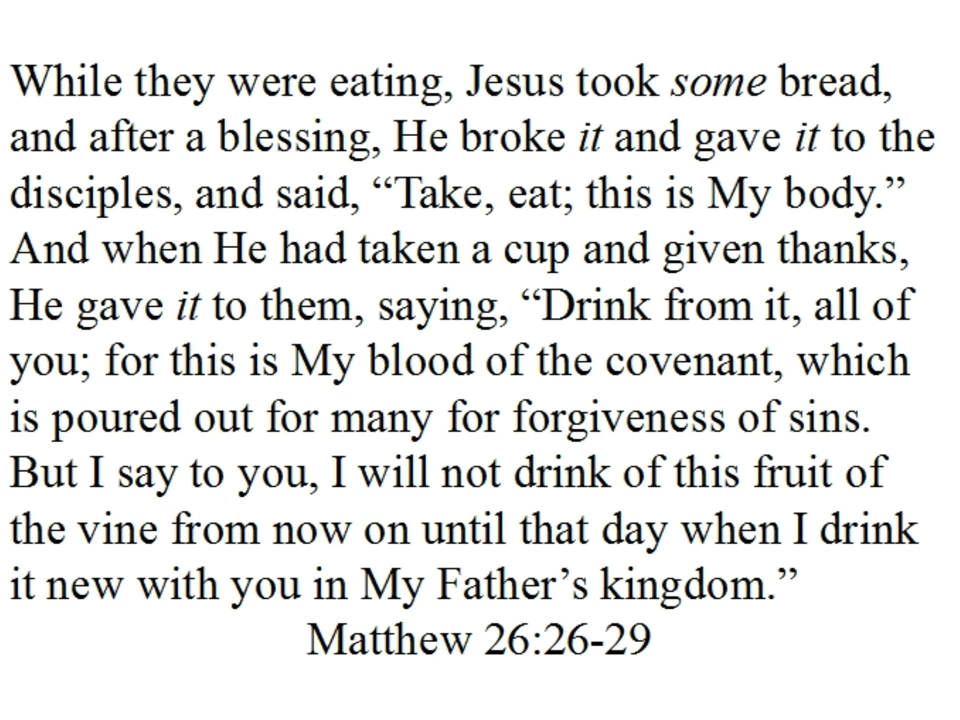 While they were eating, Jesus took some bread,
and after a blessing, He broke it and gave it to the
disciples, and said, “Take, eat; this is My body.”
And when He had taken a cup and given thanks,
He gave it to them, saying, “Drink from it, all of
you; for this is My blood of the covenant, which
is poured out for many for forgiveness of sins.
But I say to you, I will not drink of this fruit of
the vine from now on until that day when I drink
it new with you in My Father’s kingdom.”
Matthew 26:26-29